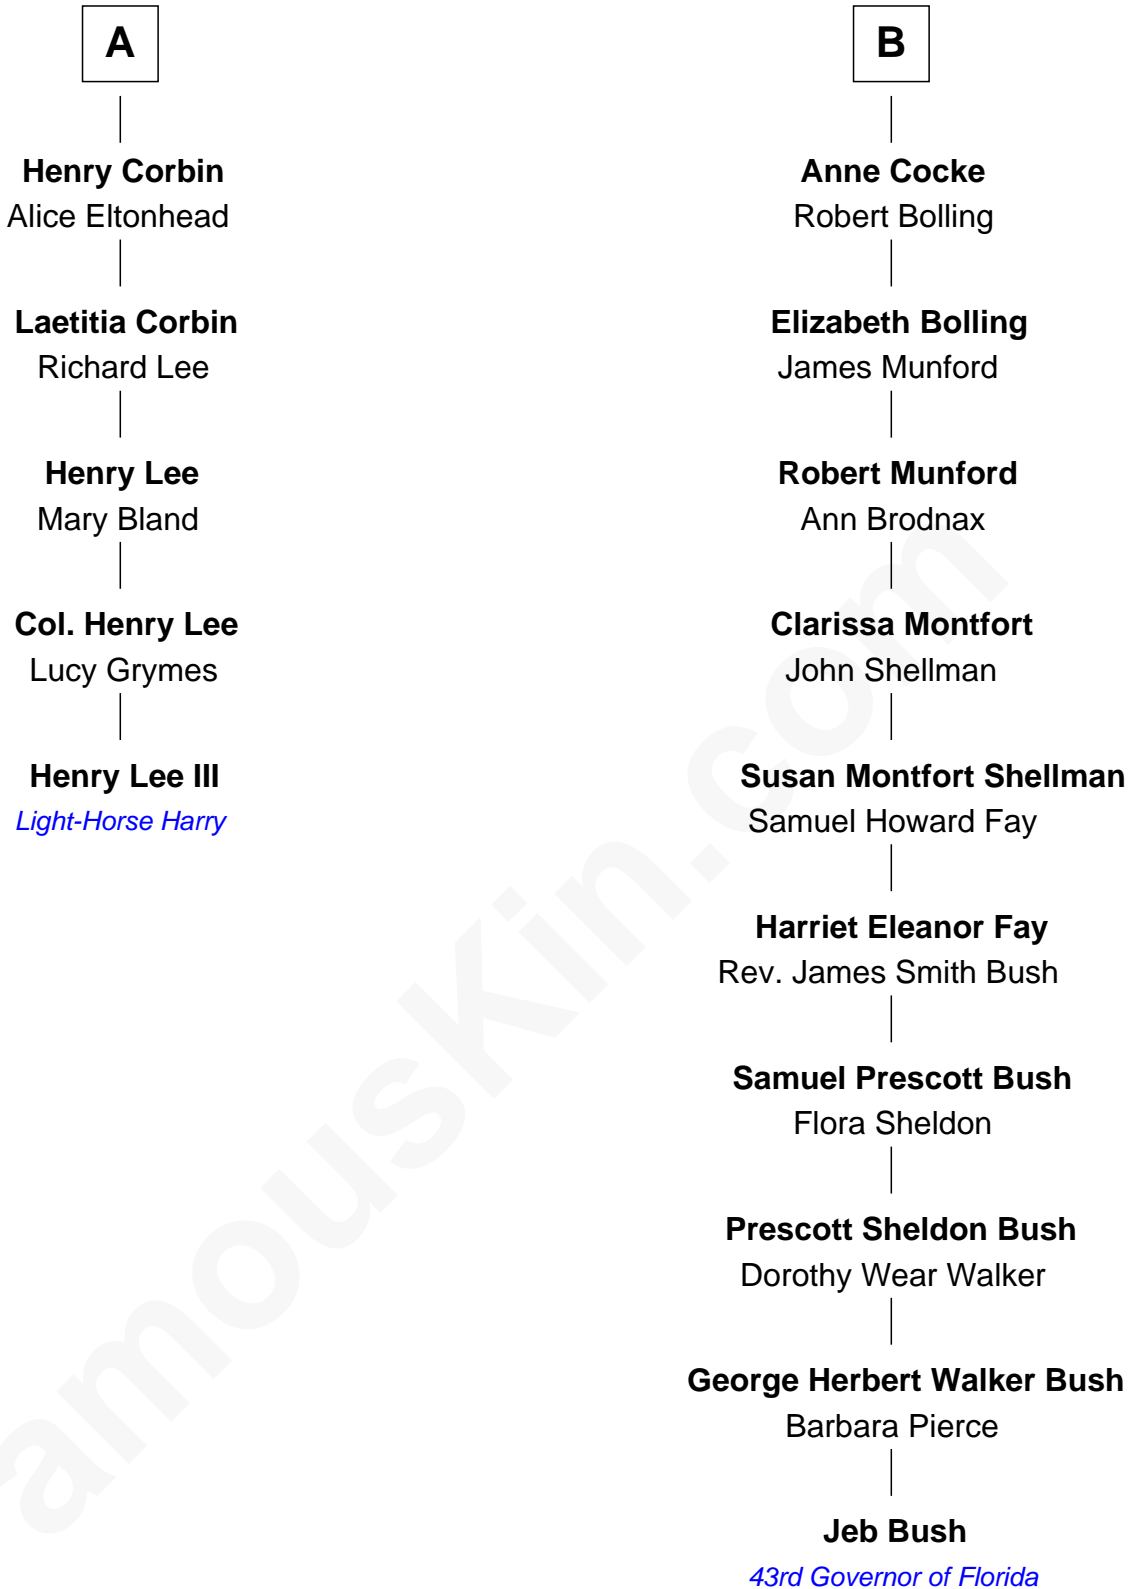 A
Henry Corbin
Alice Eltonhead
Laetitia Corbin
Richard Lee
Henry Lee
Mary Bland
Col. Henry Lee
Lucy Grymes
Henry Lee III
Light-Horse Harry
B
Anne Cocke
Robert Bolling
Elizabeth Bolling
James Munford
Robert Munford
Ann Brodnax
Clarissa Montfort
John Shellman
Susan Montfort Shellman
Samuel Howard Fay
Harriet Eleanor Fay
Rev. James Smith Bush
Samuel Prescott Bush
Flora Sheldon
Prescott Sheldon Bush
Dorothy Wear Walker
George Herbert Walker Bush
Barbara Pierce
Jeb Bush
43rd Governor of Florida
amousKin.com